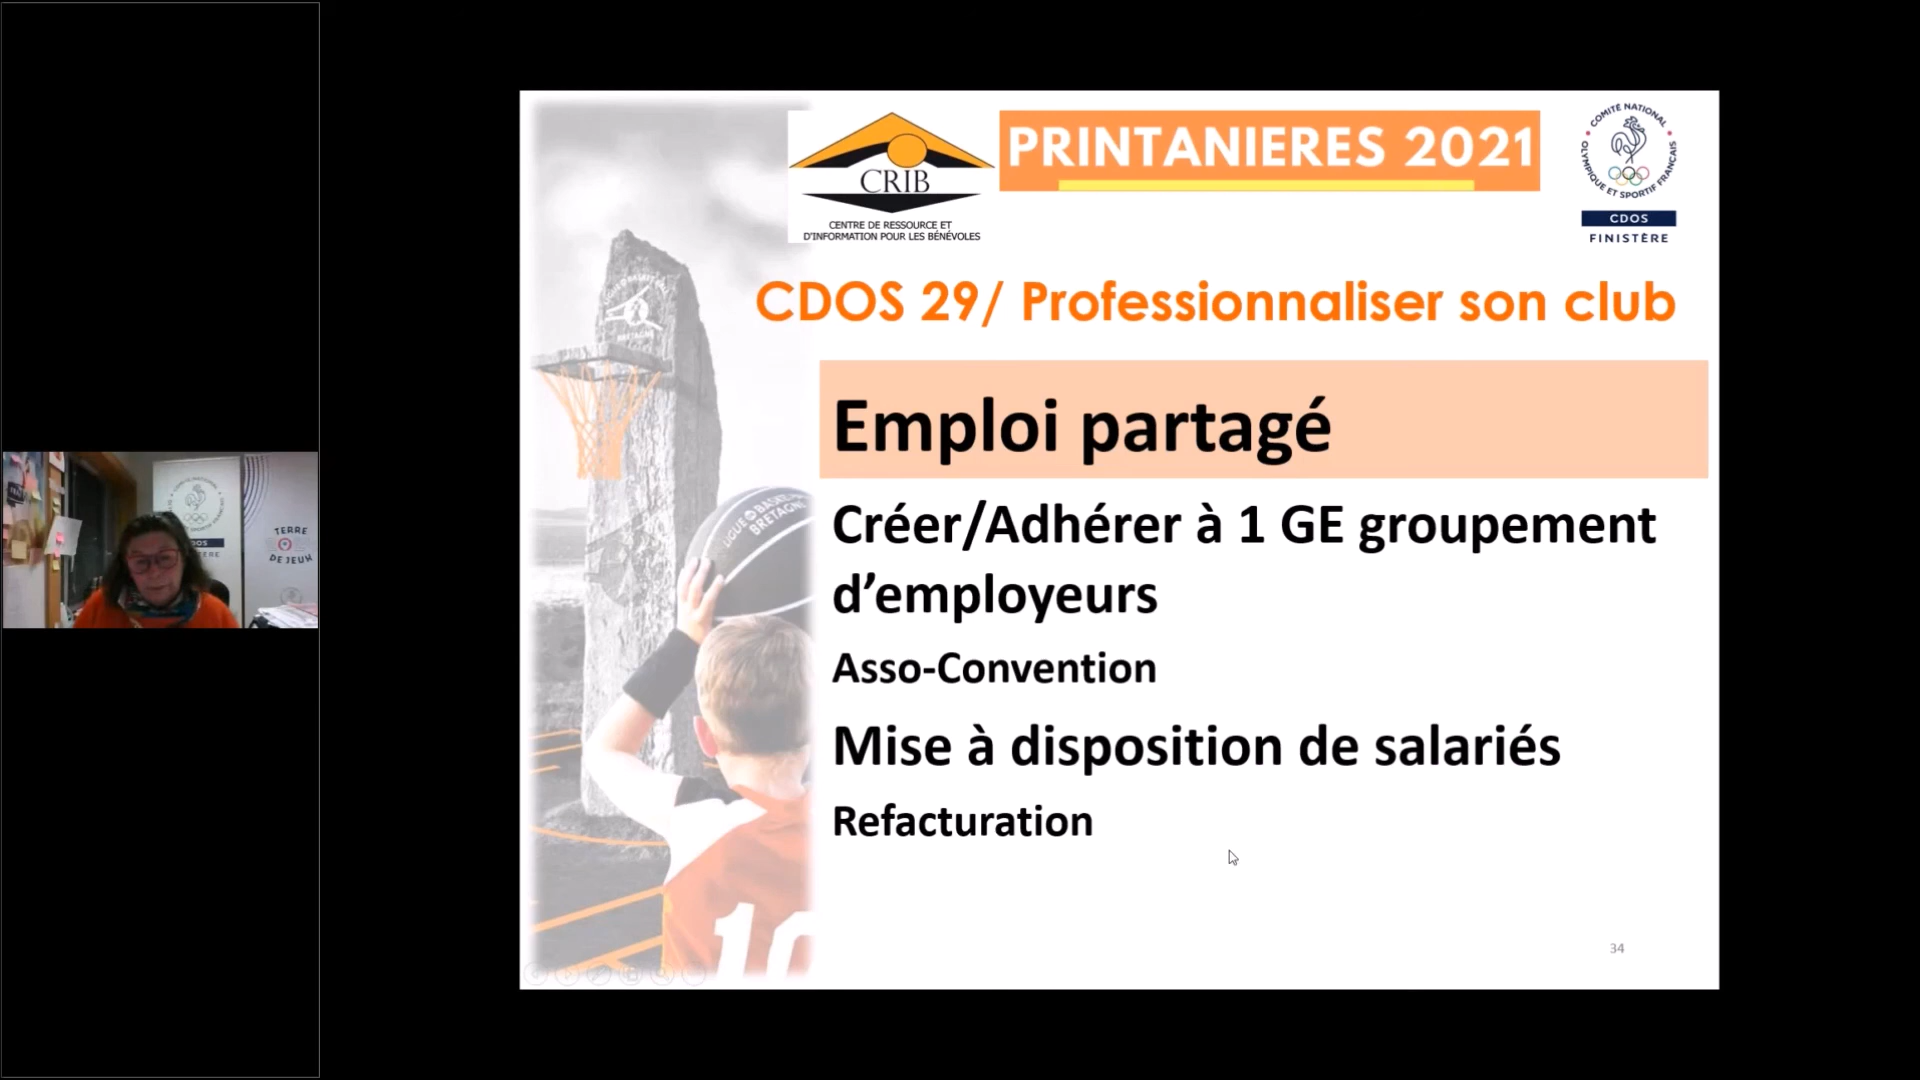 CRIB
CENTRE DE RESSOURCE ET
D'INFORMATION POUR LES BÉNÉVOLES
PRINTANIERES 2021
COMITÉ NATIONAL
OLYMPIQUE ET SPORTIF FRANÇAIS
CDOS
FINISTÈRE
CDOS 29/ Professionnaliser son club
Emploi partagé
Créer/Adhérer à 1 GE groupement
d’employeurs
Asso-Convention
Mise à disposition de salariés
Refacturation
34
BRETAGNE
LIGUE BASKET
BRETAGNE
10
TERRE
DE JEUX